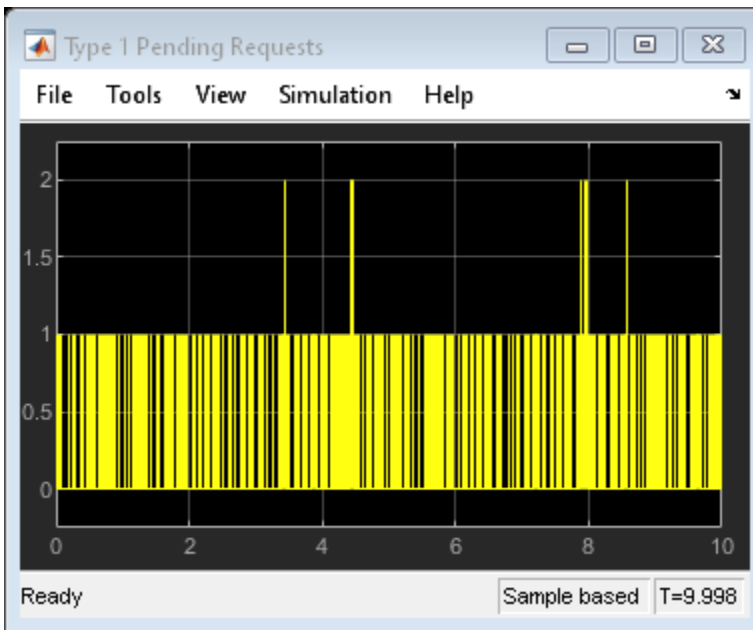 Type 1 Pending Requests
File Tools View Simulation Help
2
1.5
1
0.5
0
0 2 4 6 8 10
Ready Sample based T=9.998